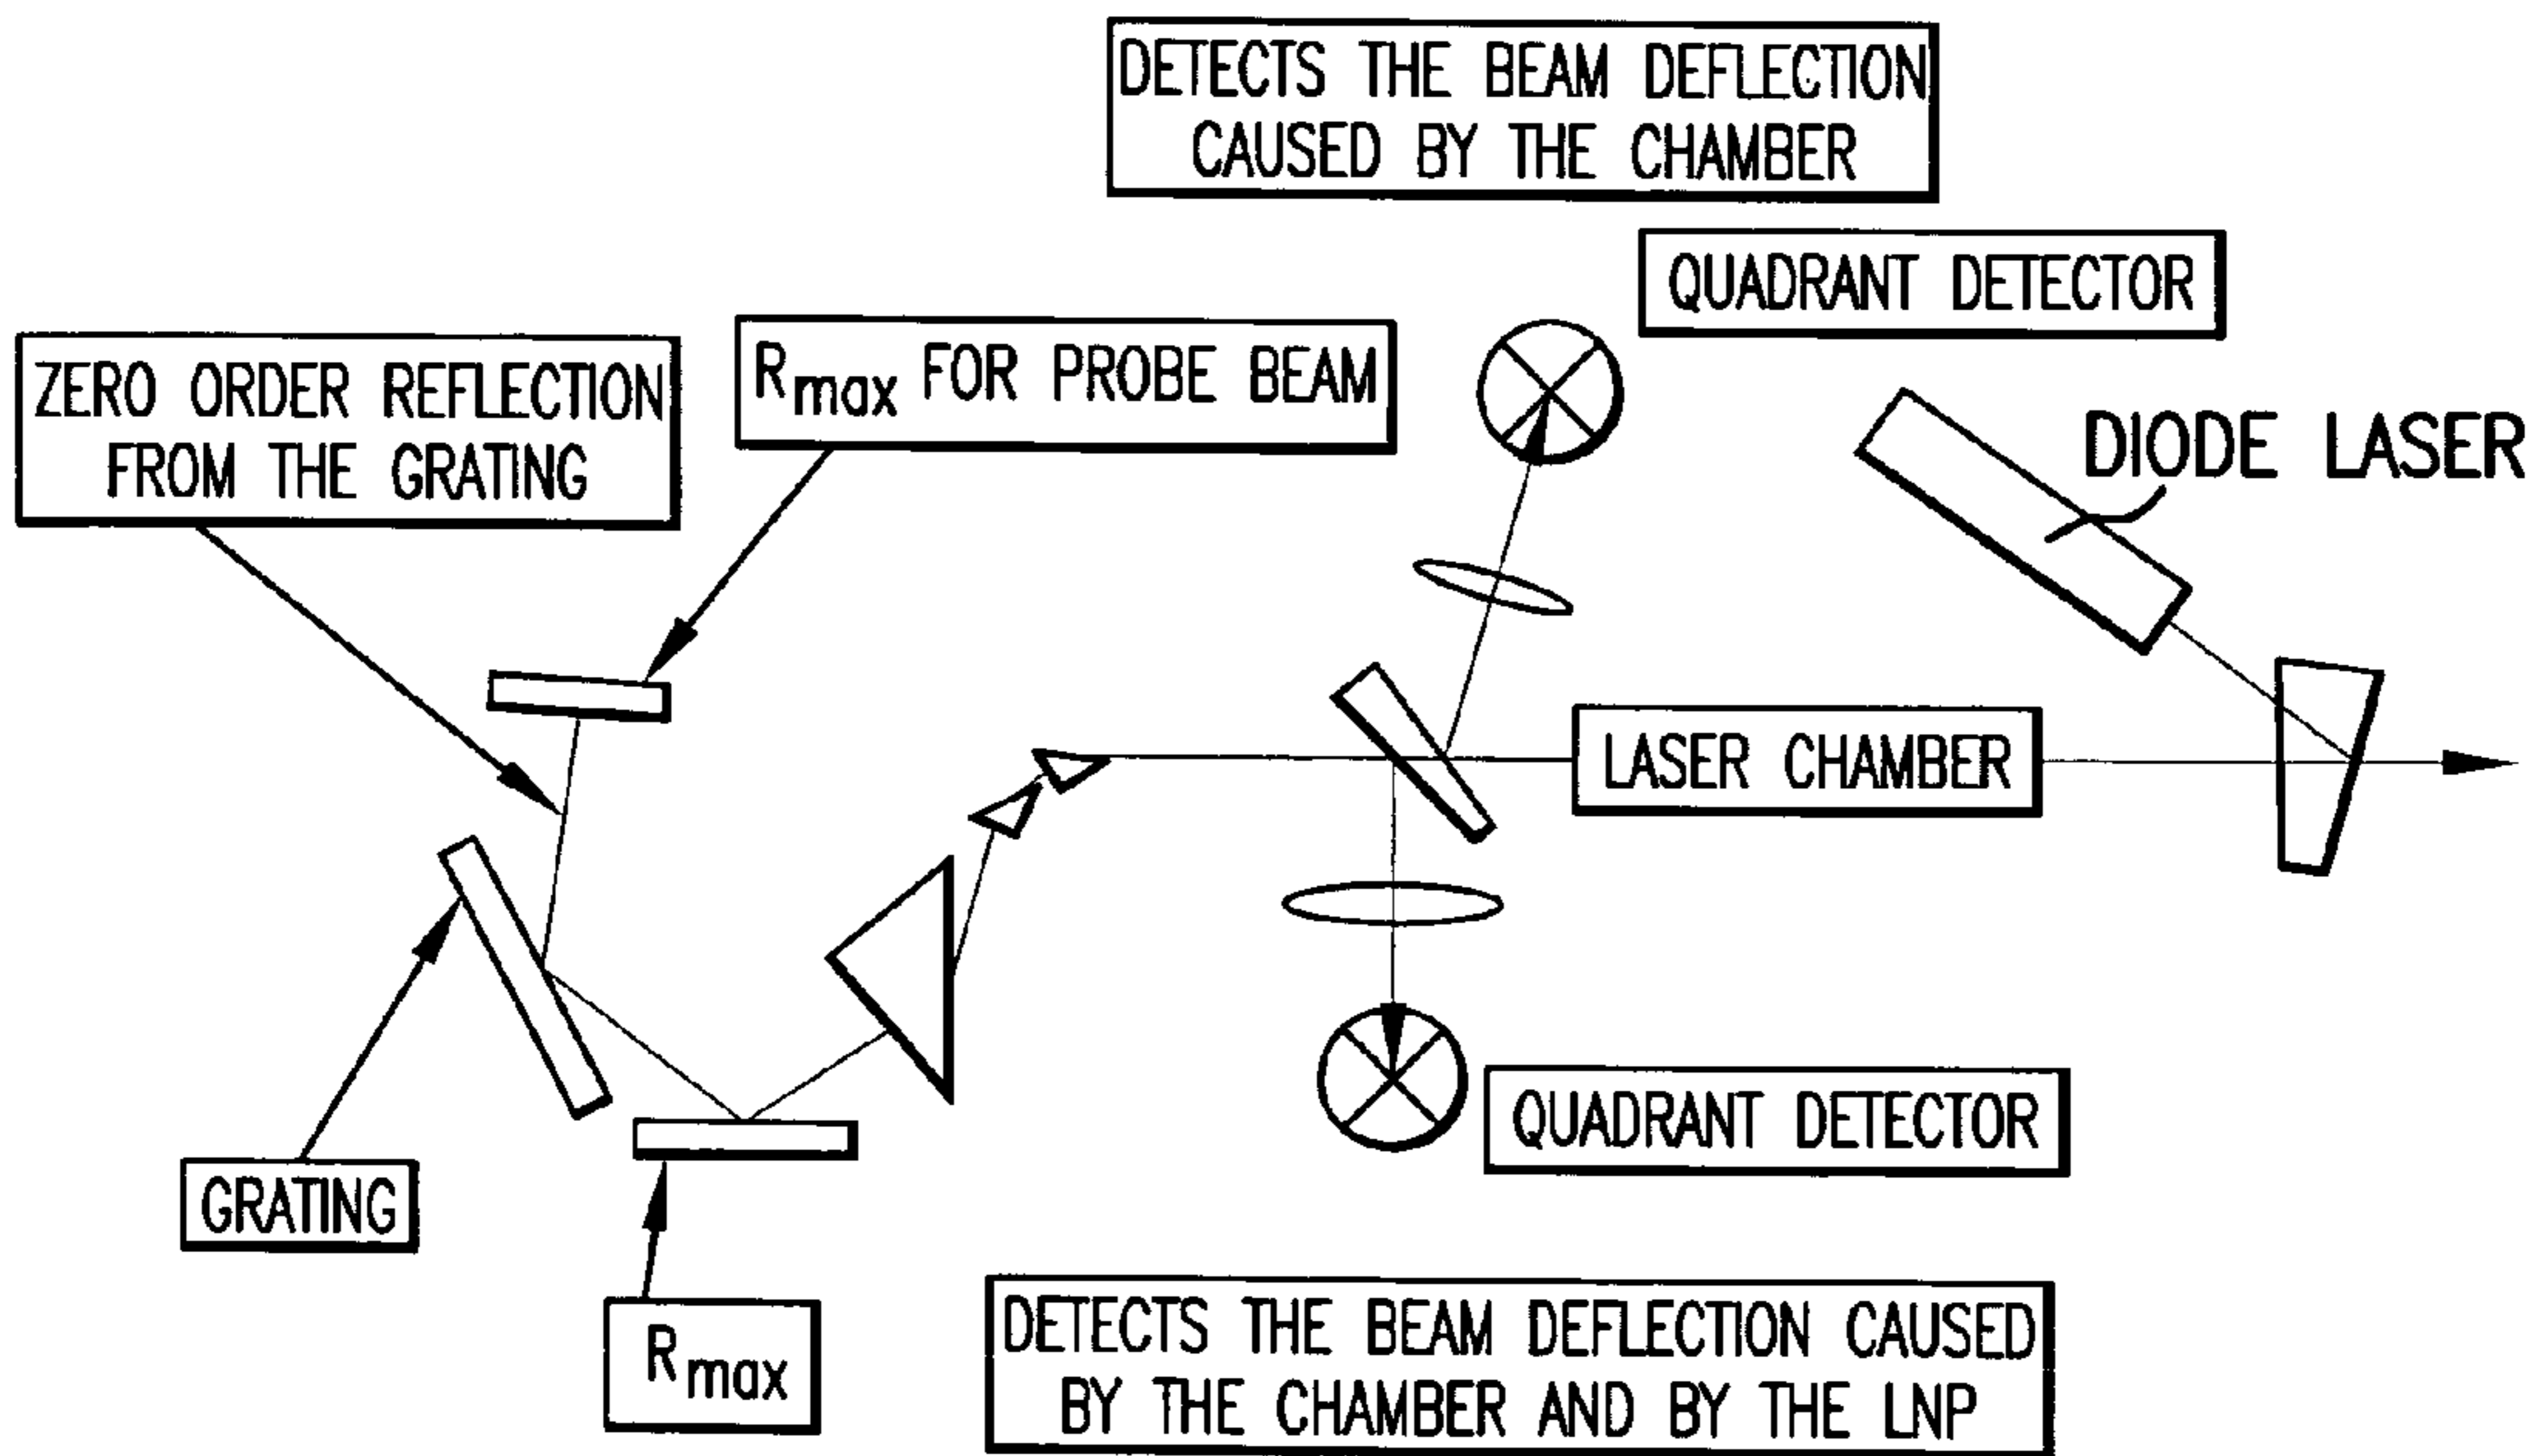 DETECTS THE BEAM DEFLECTION
CAUSED BY THE CHAMBER
QUADRANT DETECTOR
ZERO ORDER REFLECTION
FROM THE GRATING
Rmax FOR PROBE BEAM
DIODE LASER
LASER CHAMBER
QUADRANT DETECTOR
GRATING
Rmax
DETECTS THE BEAM DEFLECTION CAUSED
BY THE CHAMBER AND BY THE LNP